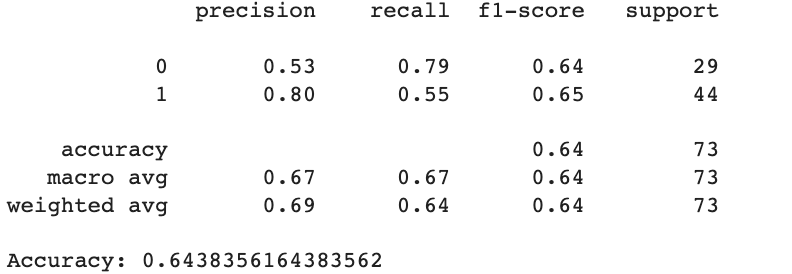 precision recall f1-score support
0 0.53 0.79 0.64 29
1 0.80 0.55 0.65 44
accuracy 0.64 73
macro avg 0.67 0.67 0.64 73
weighted avg 0.69 0.64 0.64 73
Accuracy: 0.6438356164383562